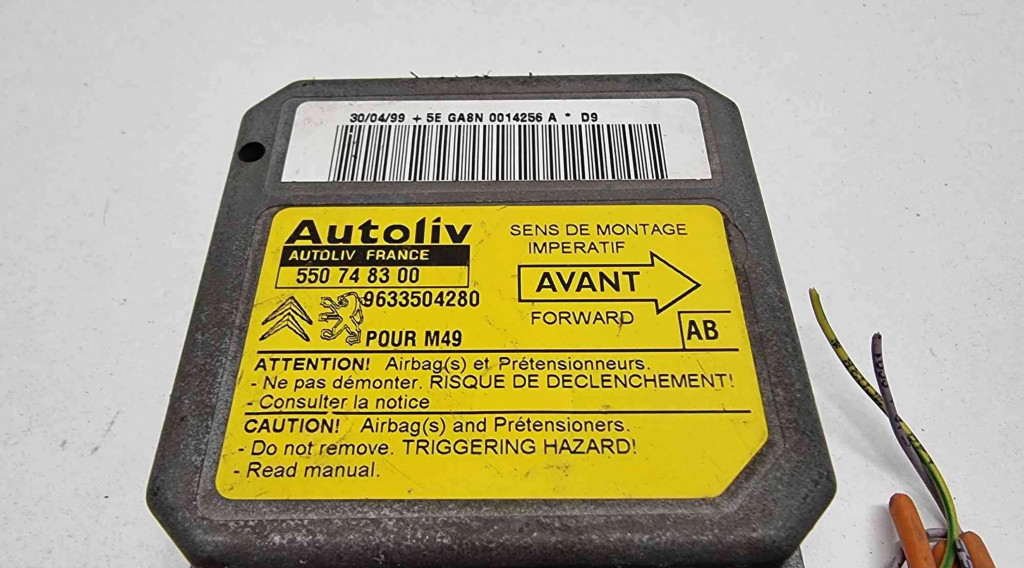 30/04/99 + 5E GA8N 0014256 A * D9
Autoliv
AUTOLIV FRANCE
550 74 83 00
9633504280
POUR M49
SENS DE MONTAGE
IMPERATIF
AVANT
FORWARD
AB
ATTENTION! Airbag(s) et Prétensionneurs.
- Ne pas démonter. RISQUE DE DECLENCHEMENT!
- Consulter la notice
CAUTION! Airbag(s) and Prétensioners.
- Do not remove. TRIGGERING HAZARD!
- Read manual.